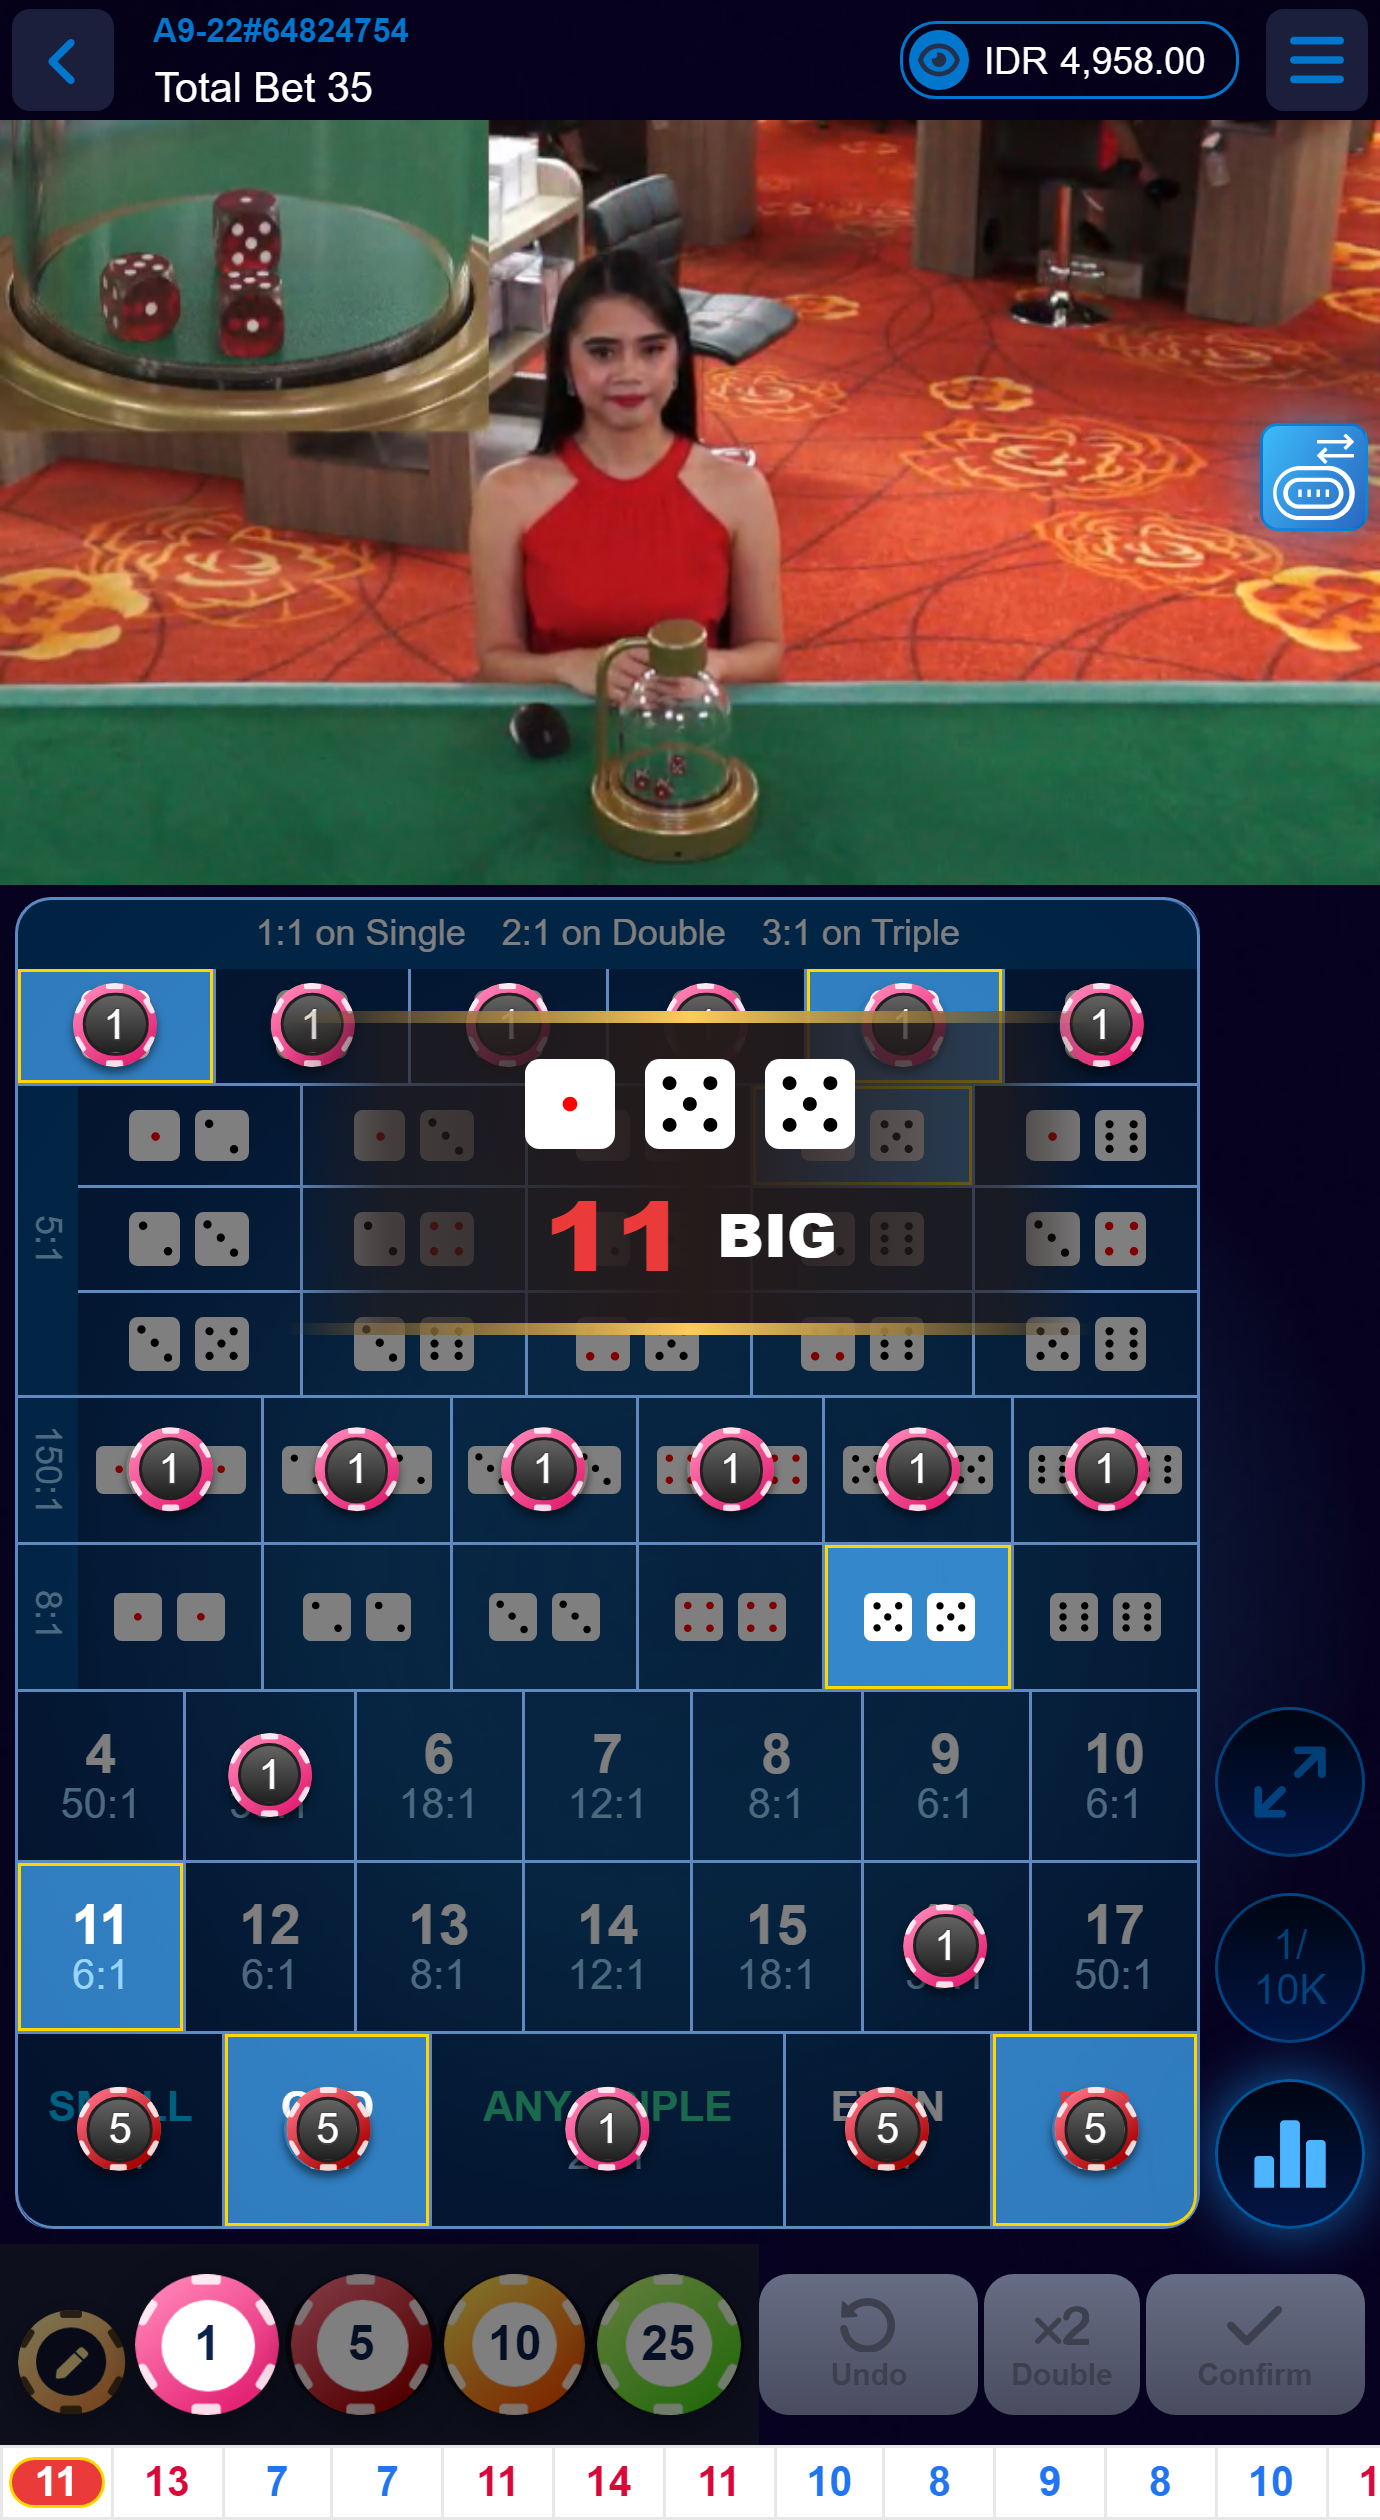 A9-22#64824754
Total Bet 35
IDR 4,958.00
1:1 on Single 2:1 on Double 3:1 on Triple
1 1 1 1 1 1
11 BIG
5:1
150:1
1 1 1 1 1 1
8:1
4 1 6 7 8 9 10
50:1 18:1 12:1 8:1 6:1 6:1
11 12 13 14 15 1 17
6:1 6:1 8:1 12:1 18:1 50:1
1/
10K
5 5 1 5 5
1 5 10 25
Undo
x2
Double
Confirm
11 13 7 7 11 14 11 10 8 9 8 10